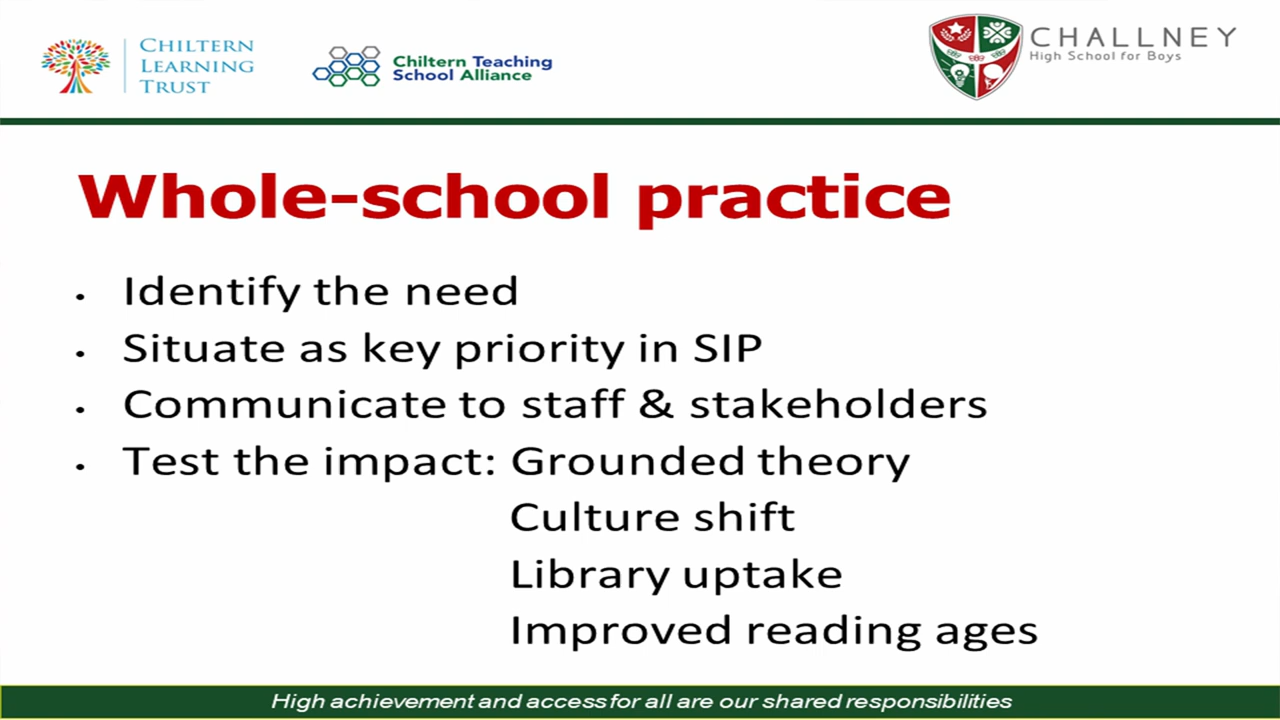 CHILTERN
LEARNING
TRUST
Chiltern Teaching
School Alliance
CHALLNEY
High School for Boys
Whole-school practice
• Identify the need
• Situate as key priority in SIP
• Communicate to staff & stakeholders
• Test the impact: Grounded theory
Culture shift
Library uptake
Improved reading ages
High achievement and access for all are our shared responsibilities